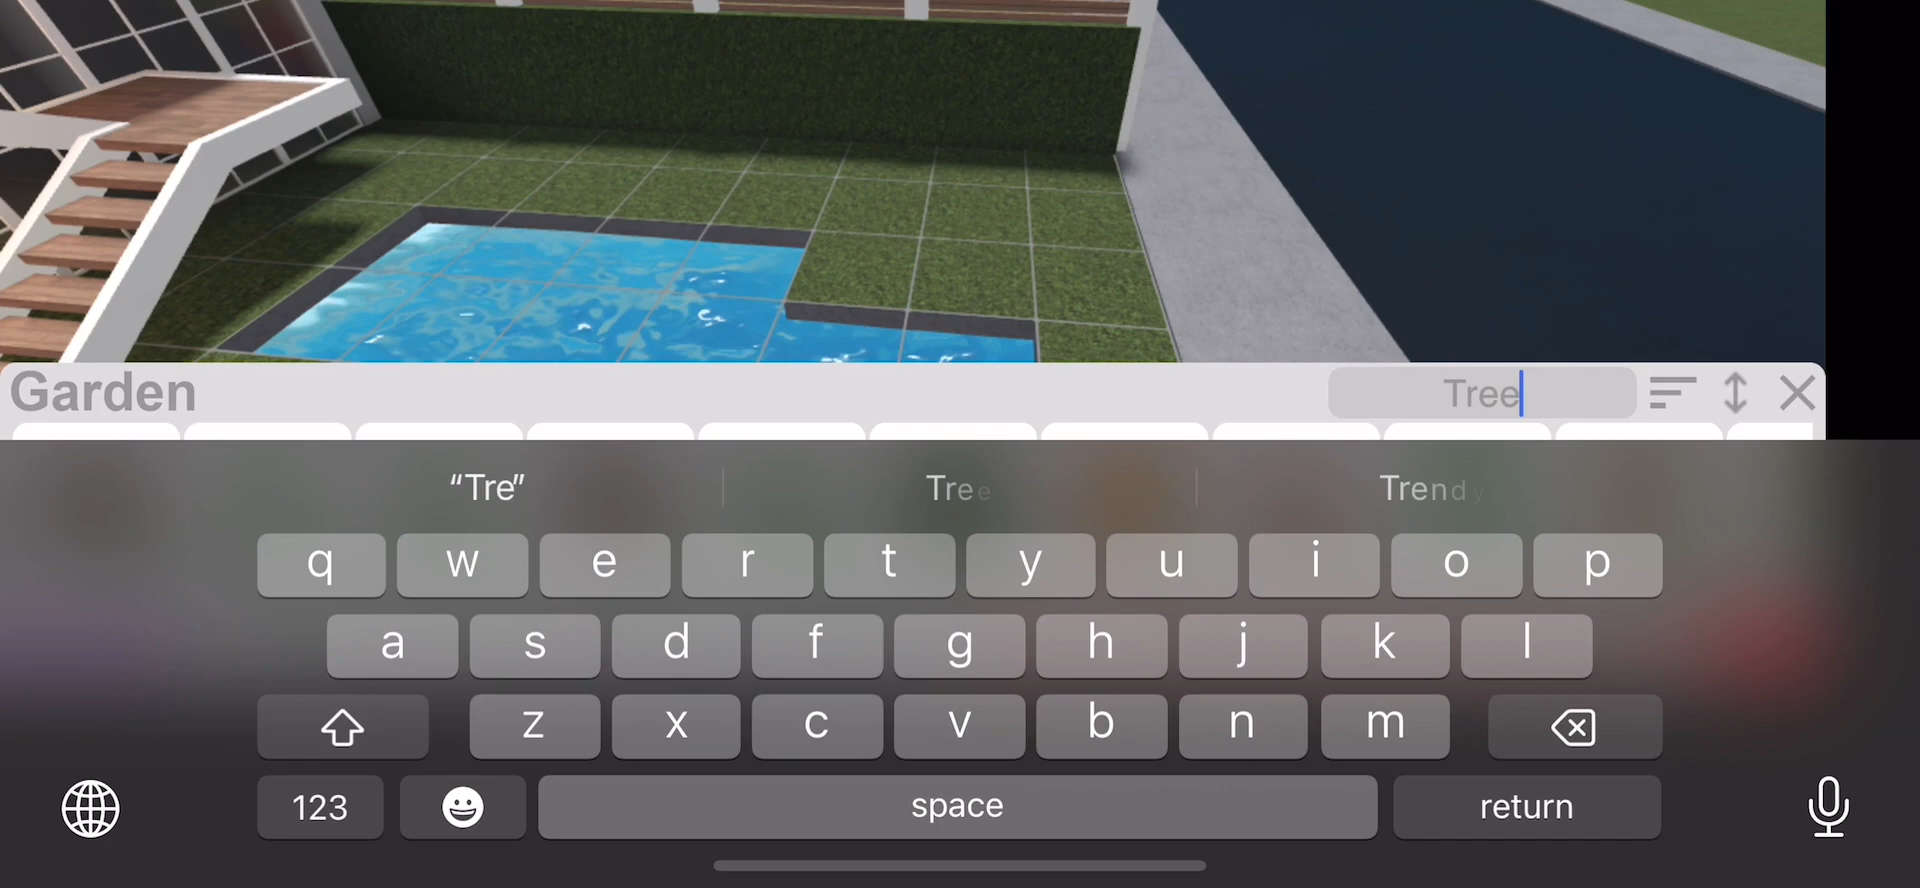 Garden
Tree
“Tre” Tree Trendy
q w e r t y u i o p
a s d f g h j k l
z x c v b n m
123 space return